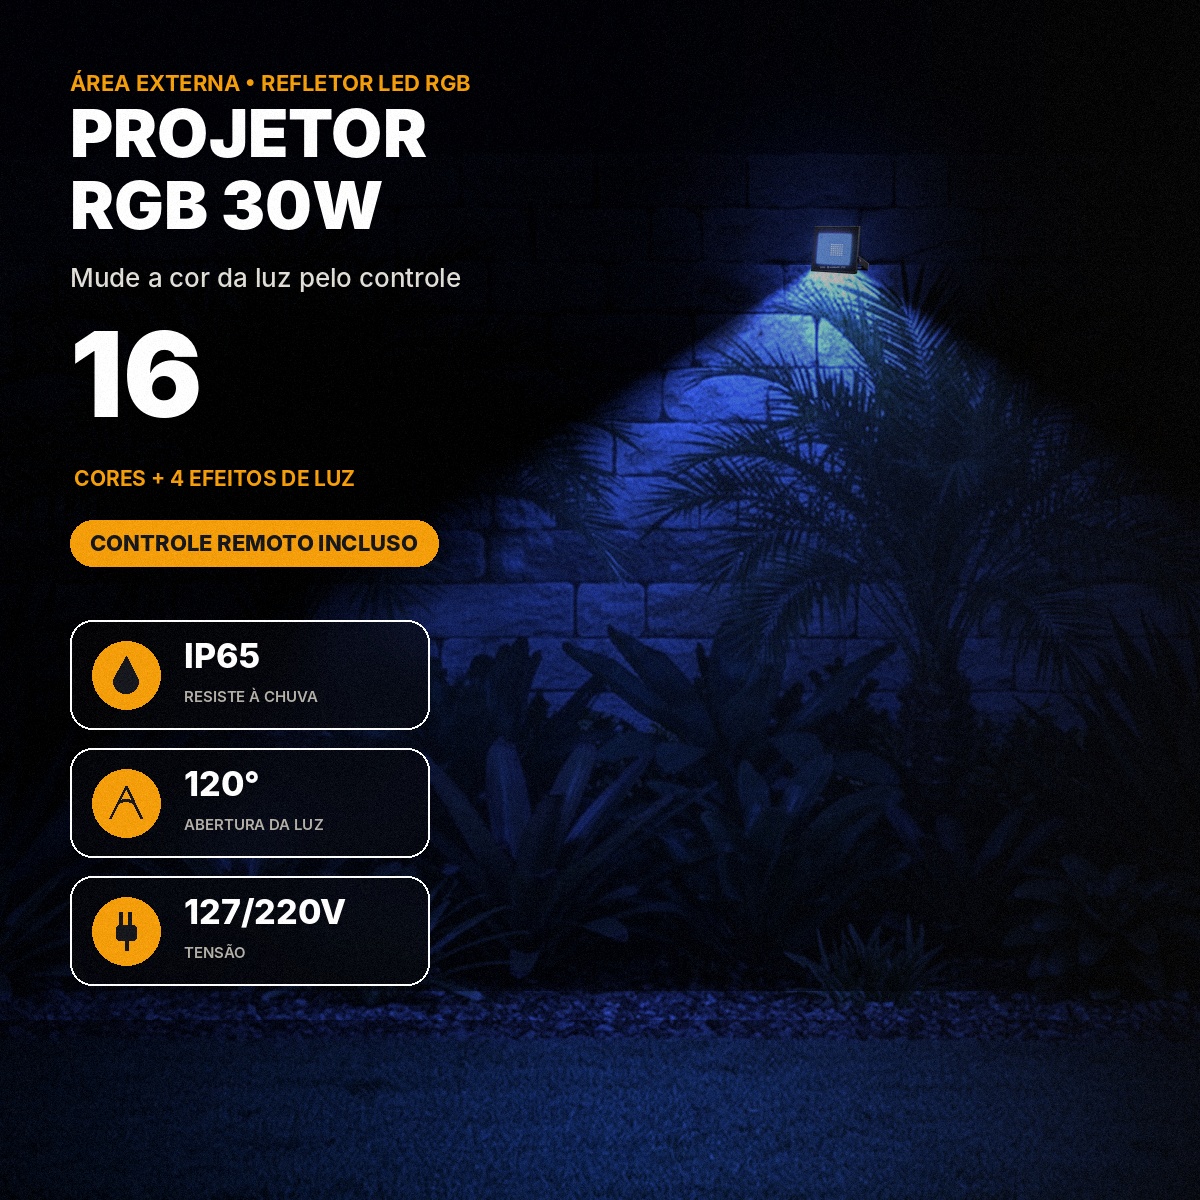 ÁREA EXTERNA • REFLETOR LED RGB
PROJETOR
RGB 30W
Mude a cor da luz pelo controle
16
CORES + 4 EFEITOS DE LUZ
CONTROLE REMOTO INCLUSO
IP65
RESISTE À CHUVA
120°
ABERTURA DA LUZ
127/220V
TENSÃO